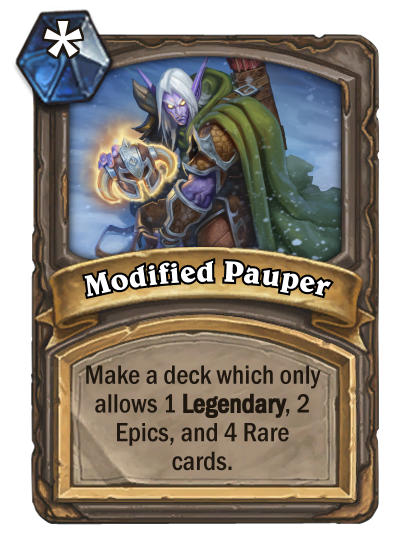 *
Modified Pauper
Make a deck which only
allows 1 Legendary, 2
Epics, and 4 Rare
cards.